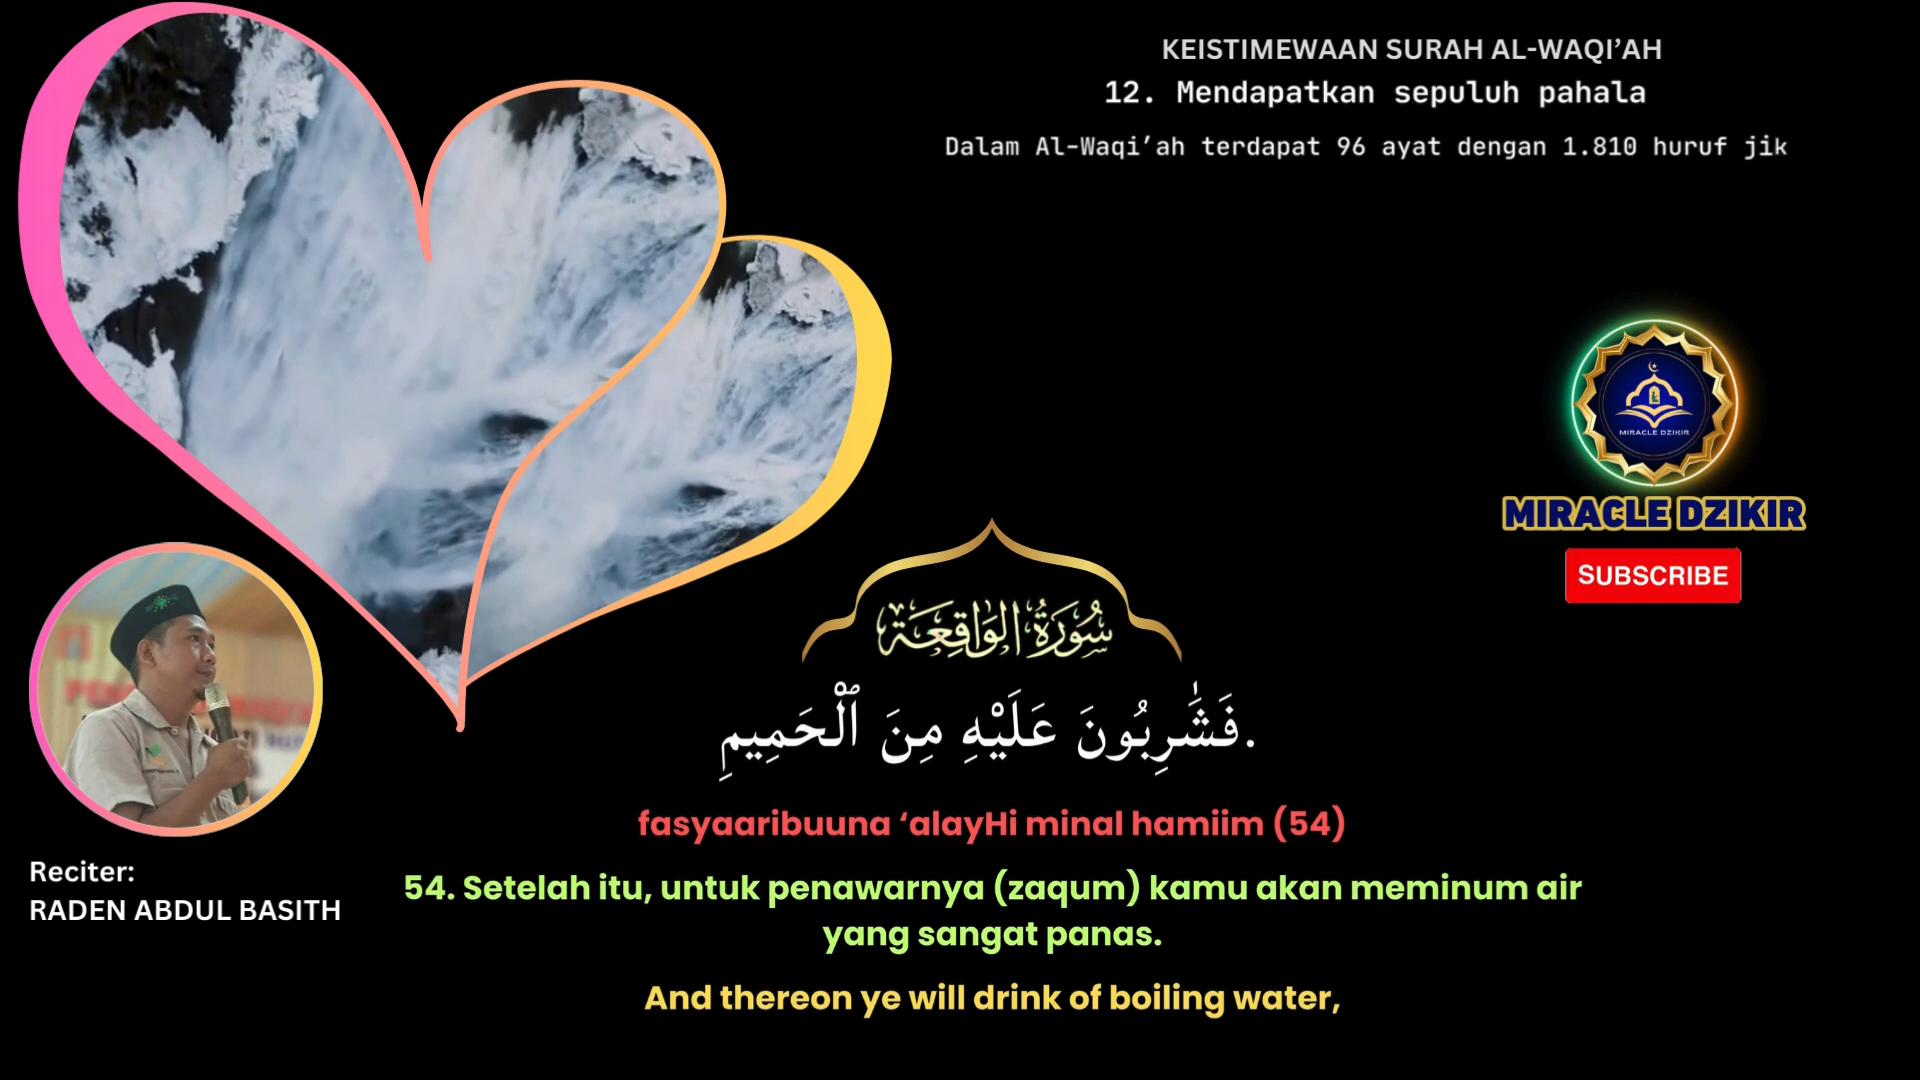 KEISTIMEWAAN SURAH AL-WAQI’AH
12. Mendapatkan sepuluh pahala
Dalam Al-Waqi’ah terdapat 96 ayat dengan 1.810 huruf jik
MIRACLE DZIKIR
MIRACLE DZIKIR
SUBSCRIBE
سُورَةُ الوَاقِعَة
فَشَٰرِبُونَ عَلَيْهِ مِنَ ٱلْحَمِيمِ.
fasyaaribuuna ‘alayHi minal hamiim (54)
54. Setelah itu, untuk penawarnya (zaqum) kamu akan meminum air
yang sangat panas.
And thereon ye will drink of boiling water,
Reciter:
RADEN ABDUL BASITH